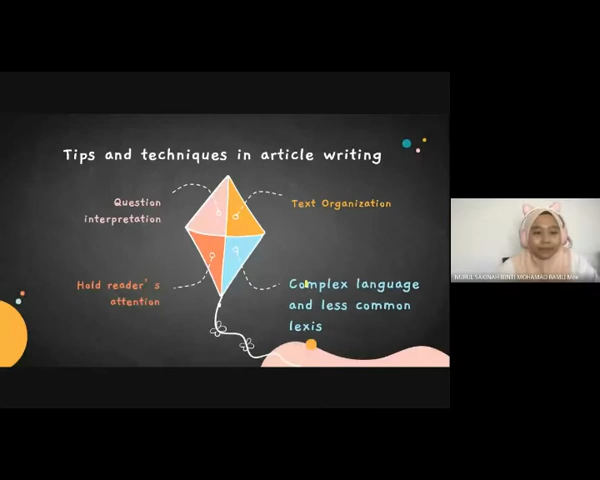 Tips and techniques in article writing
Question
interpretation
Text Organization
Hold reader's
attention
Complex language
and less common
lexis